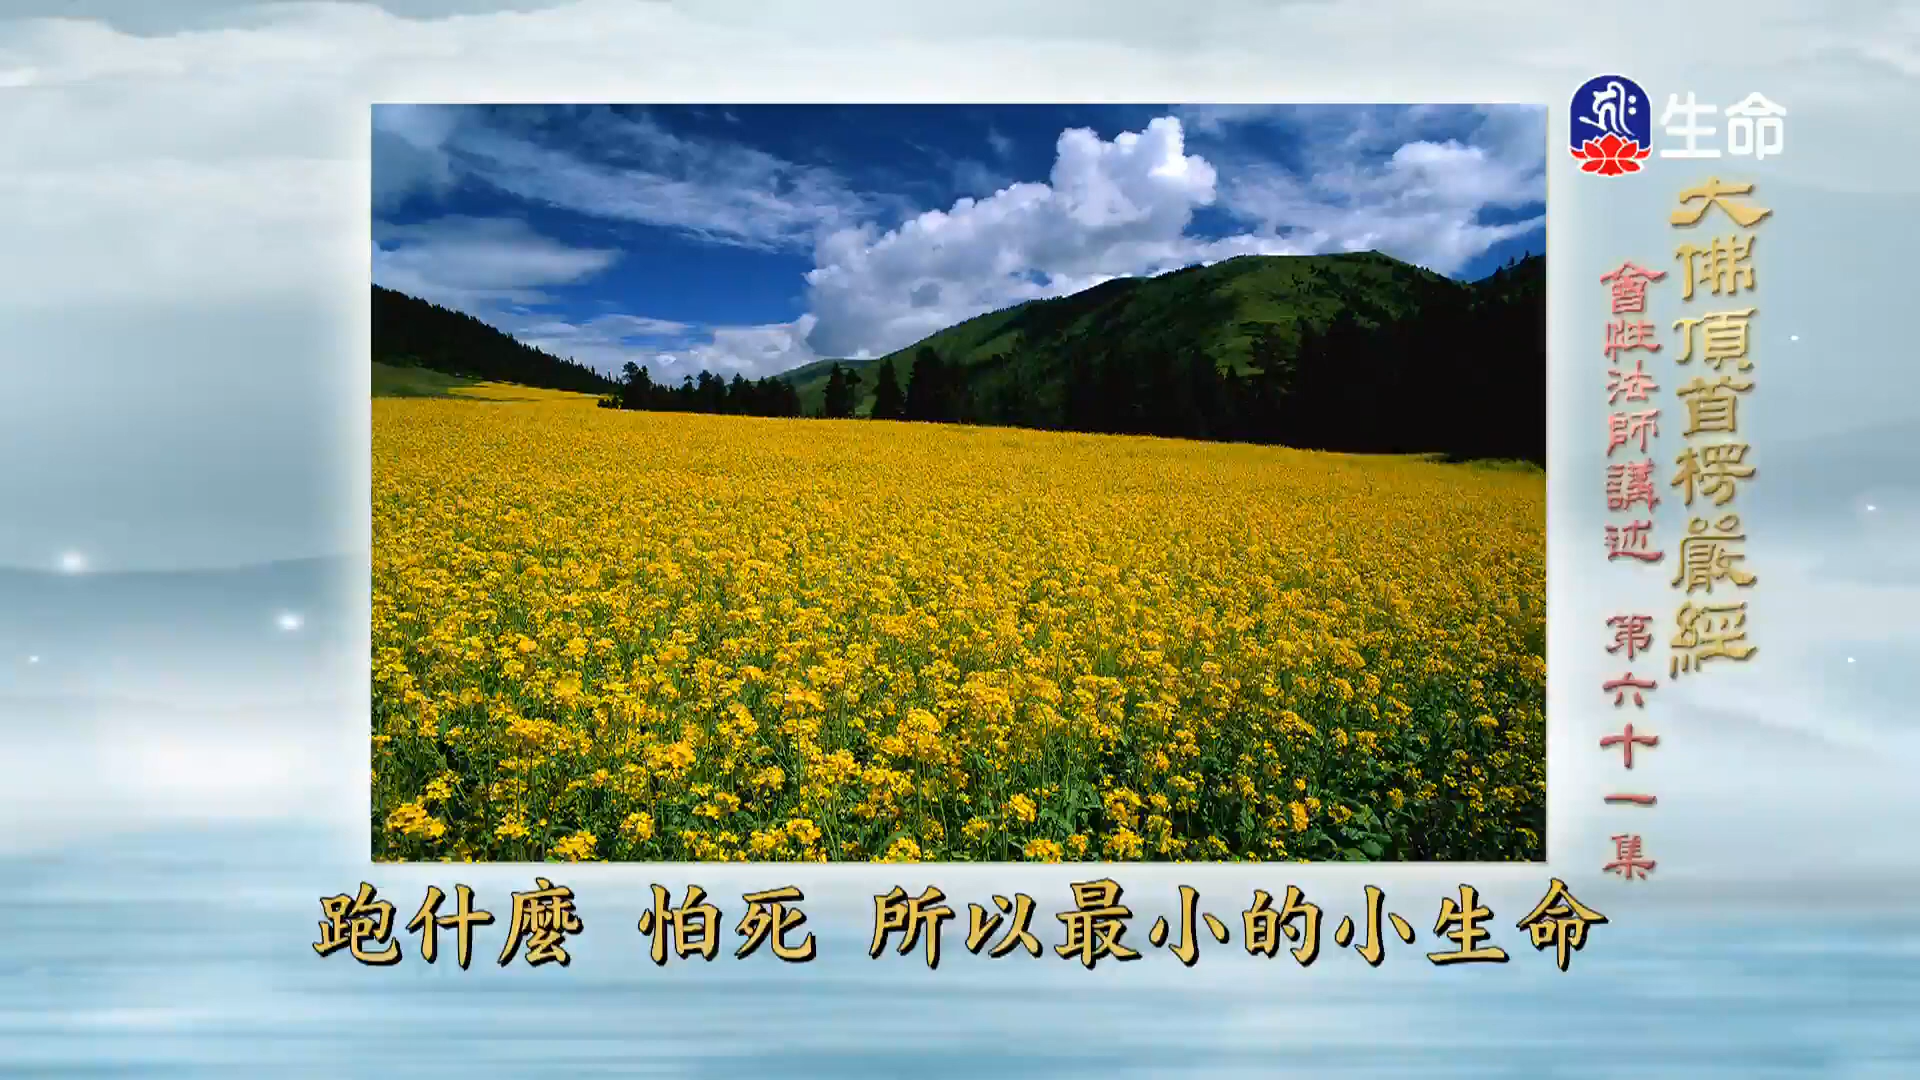 生命
大佛頂首楞嚴經
會性法師講述 第六十一集
跑什麼 怕死 所以最小的小生命